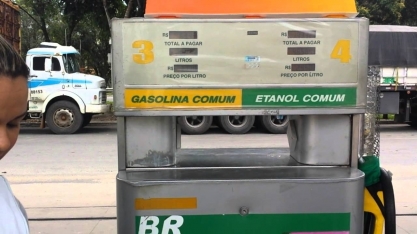 3
R$
TOTAL A PAGAR
LITROS
R$
PREÇO POR LITRO
R$
TOTAL A PAGAR
LITROS
R$
PREÇO POR LITRO
4
GASOLINA COMUM
ETANOL COMUM
BR